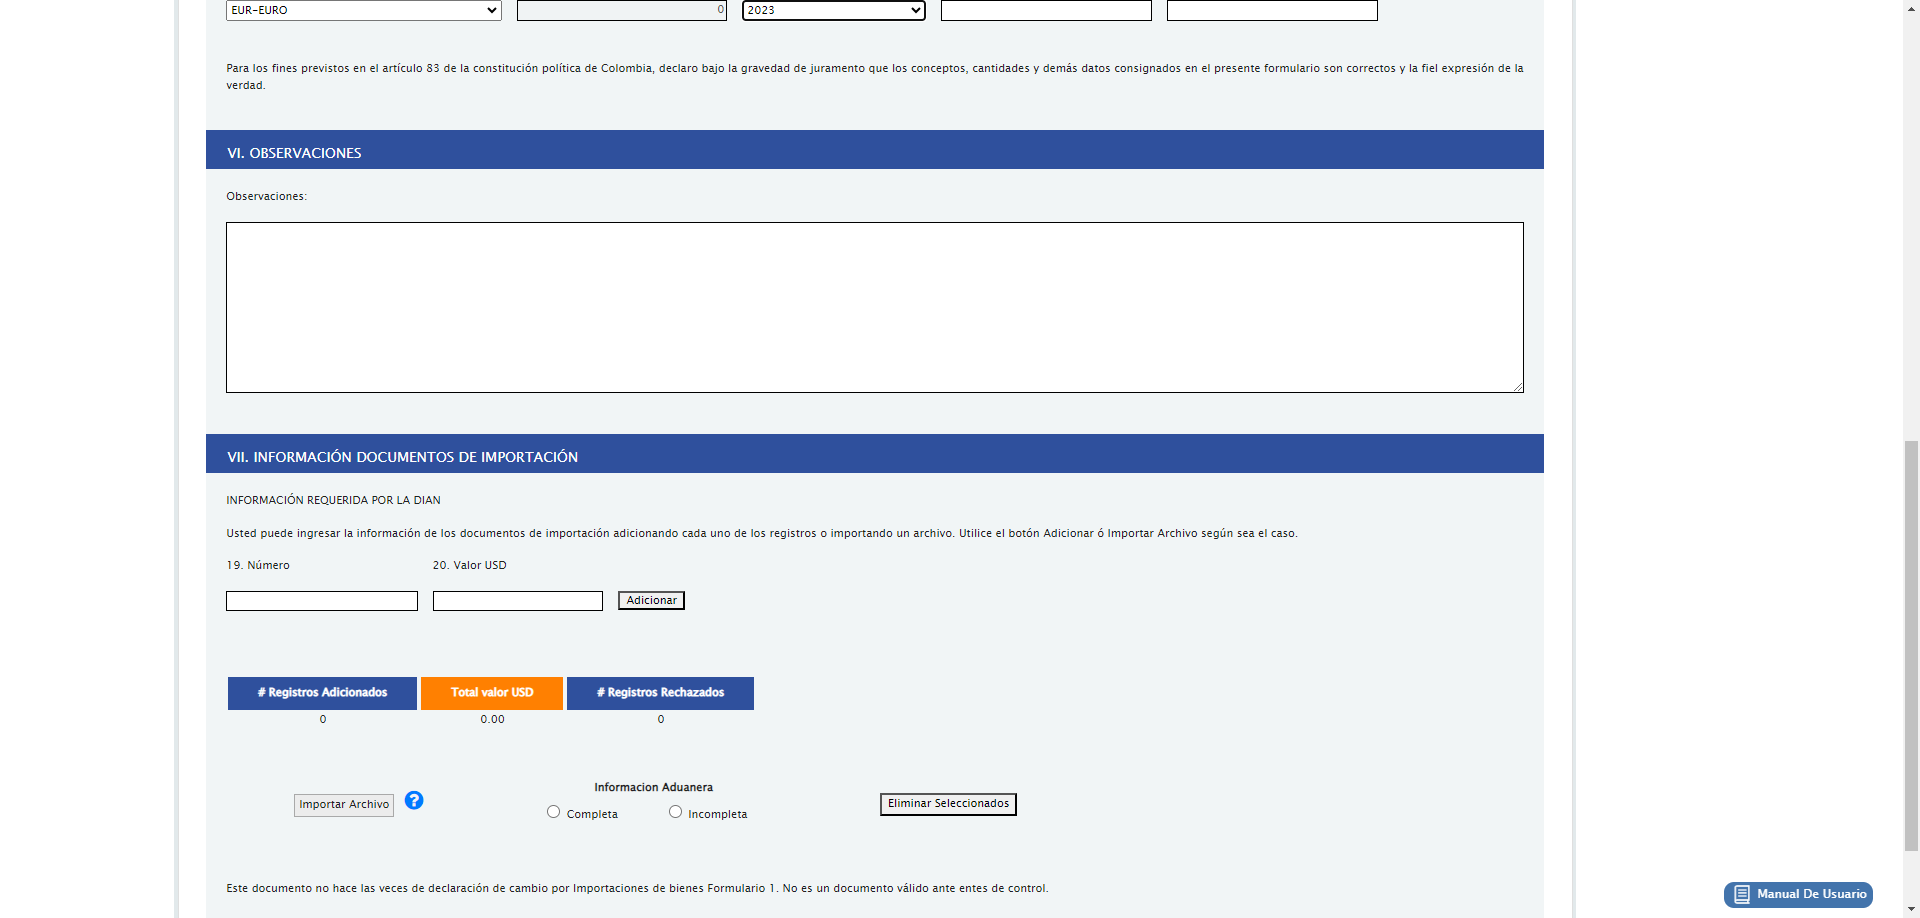 EUR-EURO 0 2023
Para los fines previstos en el artículo 83 de la constitución política de Colombia, declaro bajo la gravedad de juramento que los conceptos, cantidades y demás datos consignados en el presente formulario son correctos y la fiel expresión de la
verdad.
VI. OBSERVACIONES
Observaciones:
VII. INFORMACIÓN DOCUMENTOS DE IMPORTACIÓN
INFORMACIÓN REQUERIDA POR LA DIAN
Usted puede ingresar la información de los documentos de importación adicionando cada uno de los registros o importando un archivo. Utilice el botón Adicionar ó Importar Archivo según sea el caso.
19. Número 20. Valor USD
Adicionar
# Registros Adicionados Total valor USD # Registros Rechazados
0 0.00 0
Informacion Aduanera
Importar Archivo ? Completa Incompleta Eliminar Seleccionados
Este documento no hace las veces de declaración de cambio por Importaciones de bienes Formulario 1. No es un documento válido ante entes de control.
Manual De Usuario